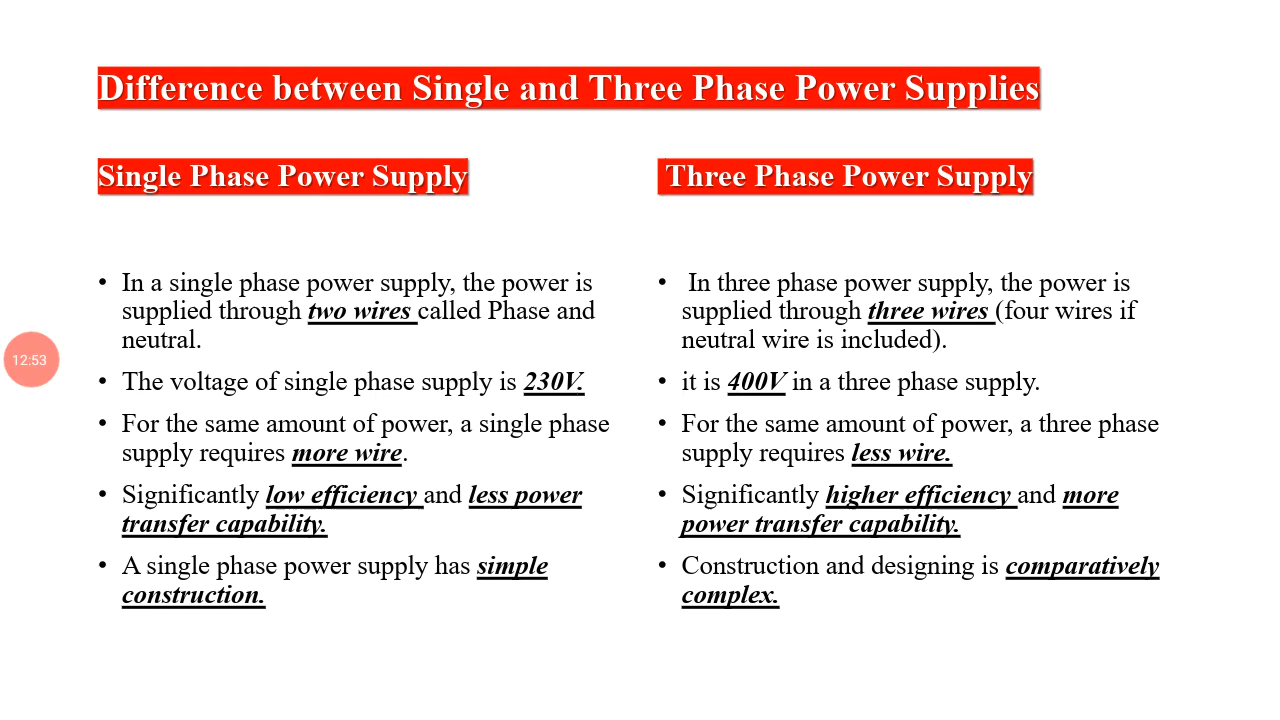 Difference between Single and Three Phase Power Supplies
Single Phase Power Supply
In a single phase power supply, the power is
supplied through two wires called Phase and
neutral.
The voltage of single phase supply is 230V.
For the same amount of power, a single phase
supply requires more wire.
Significantly low efficiency and less power
transfer capability.
A single phase power supply has simple
construction.
Three Phase Power Supply
In three phase power supply, the power is
supplied through three wires (four wires if
neutral wire is included).
it is 400V in a three phase supply.
For the same amount of power, a three phase
supply requires less wire.
Significantly higher efficiency and more
power transfer capability.
Construction and designing is comparatively
complex.
12:53